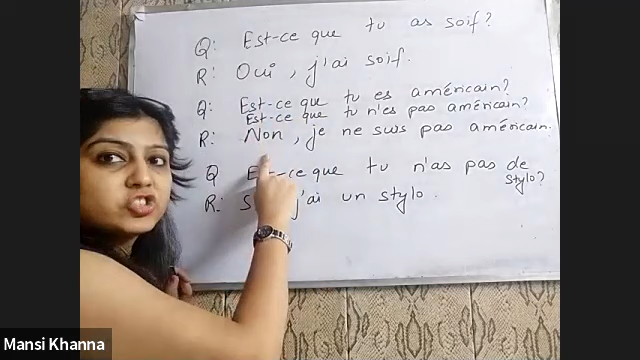 Q: Est-ce que tu as soif?
R: Oui, j'ai soif.
Q: Est-ce que tu es américain?
Est-ce que tu n'es pas américain?
R: Non, je ne suis pas américain.
Q que tu n'as pas de
stylo?
R: j'ai un stylo.
Mansi Khanna